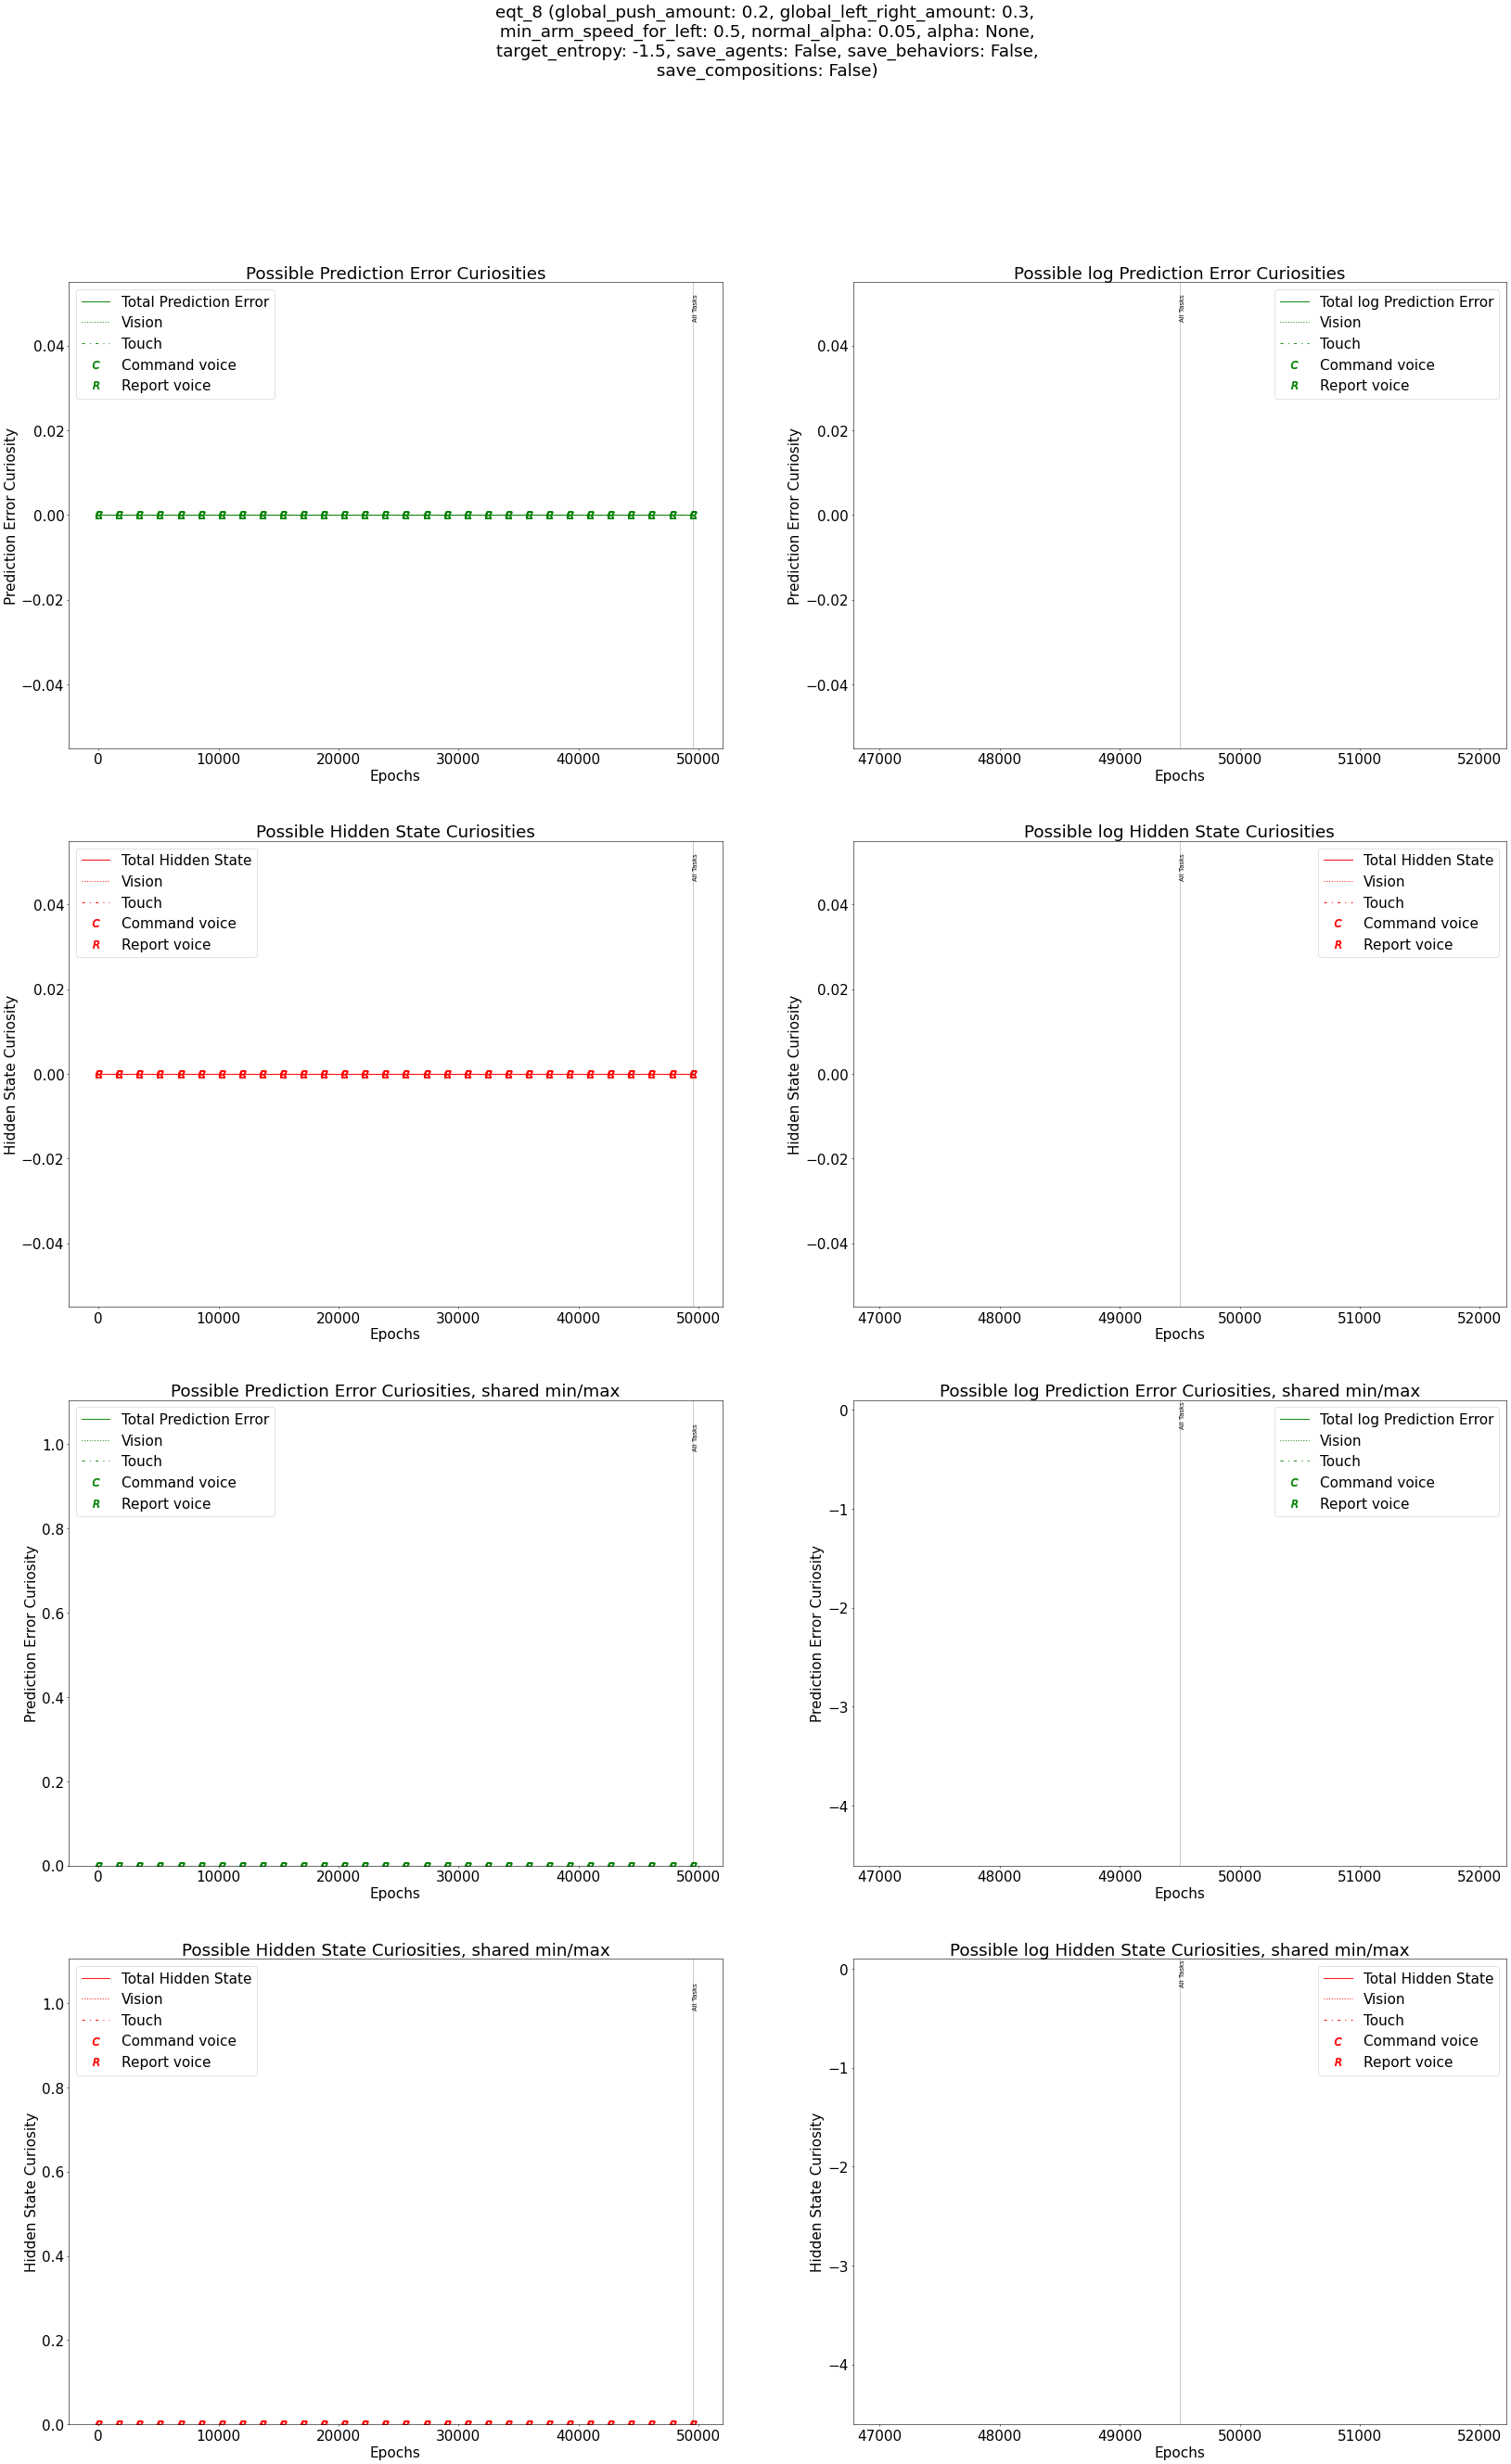 eqt_8 (global_push_amount: 0.2, global_left_right_amount: 0.3,
min_arm_speed_for_left: 0.5, normal_alpha: 0.05, alpha: None,
target_entropy: -1.5, save_agents: False, save_behaviors: False,
save_compositions: False)
Possible Prediction Error Curiosities
Total Prediction Error
Vision
Touch
C Command voice
R Report voice
All Tasks
Prediction Error Curiosity
0.04
0.02
0.00
−0.02
−0.04
0 10000 20000 30000 40000 50000
Epochs
Possible log Prediction Error Curiosities
Total log Prediction Error
Vision
Touch
C Command voice
R Report voice
All Tasks
Prediction Error Curiosity
0.04
0.02
0.00
−0.02
−0.04
47000 48000 49000 50000 51000 52000
Epochs
Possible Hidden State Curiosities
Total Hidden State
Vision
Touch
C Command voice
R Report voice
All Tasks
Hidden State Curiosity
0.04
0.02
0.00
−0.02
−0.04
0 10000 20000 30000 40000 50000
Epochs
Possible log Hidden State Curiosities
Total Hidden State
Vision
Touch
C Command voice
R Report voice
All Tasks
Hidden State Curiosity
0.04
0.02
0.00
−0.02
−0.04
47000 48000 49000 50000 51000 52000
Epochs
Possible Prediction Error Curiosities, shared min/max
Total Prediction Error
Vision
Touch
C Command voice
R Report voice
All Tasks
Prediction Error Curiosity
1.0
0.8
0.6
0.4
0.2
0.0
0 10000 20000 30000 40000 50000
Epochs
Possible log Prediction Error Curiosities, shared min/max
Total log Prediction Error
Vision
Touch
C Command voice
R Report voice
All Tasks
Prediction Error Curiosity
0
−1
−2
−3
−4
47000 48000 49000 50000 51000 52000
Epochs
Possible Hidden State Curiosities, shared min/max
Total Hidden State
Vision
Touch
C Command voice
R Report voice
All Tasks
Hidden State Curiosity
1.0
0.8
0.6
0.4
0.2
0.0
0 10000 20000 30000 40000 50000
Epochs
Possible log Hidden State Curiosities, shared min/max
Total Hidden State
Vision
Touch
C Command voice
R Report voice
All Tasks
Hidden State Curiosity
0
−1
−2
−3
−4
47000 48000 49000 50000 51000 52000
Epochs